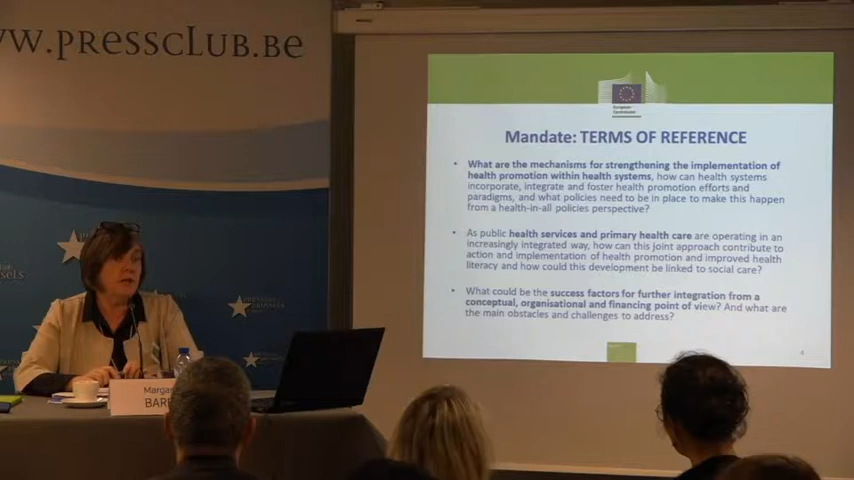 WW.PRESSCLUB.BE
European
Commission
Mandate: TERMS OF REFERENCE
• What are the mechanisms for strengthening the implementation of
health promotion within health systems, how can health systems
incorporate, integrate and foster health promotion efforts and
paradigms, and what policies need to be in place to make this happen
from a health-in-all policies perspective?
• As public health services and primary health care are operating in an
increasingly integrated way, how can this joint approach contribute to
action and implementation of health promotion and improved health
literacy and how could this development be linked to social care?
• What could be the success factors for further integration from a
conceptual, organisational and financing point of view? And what are
the main obstacles and challenges to address?
4